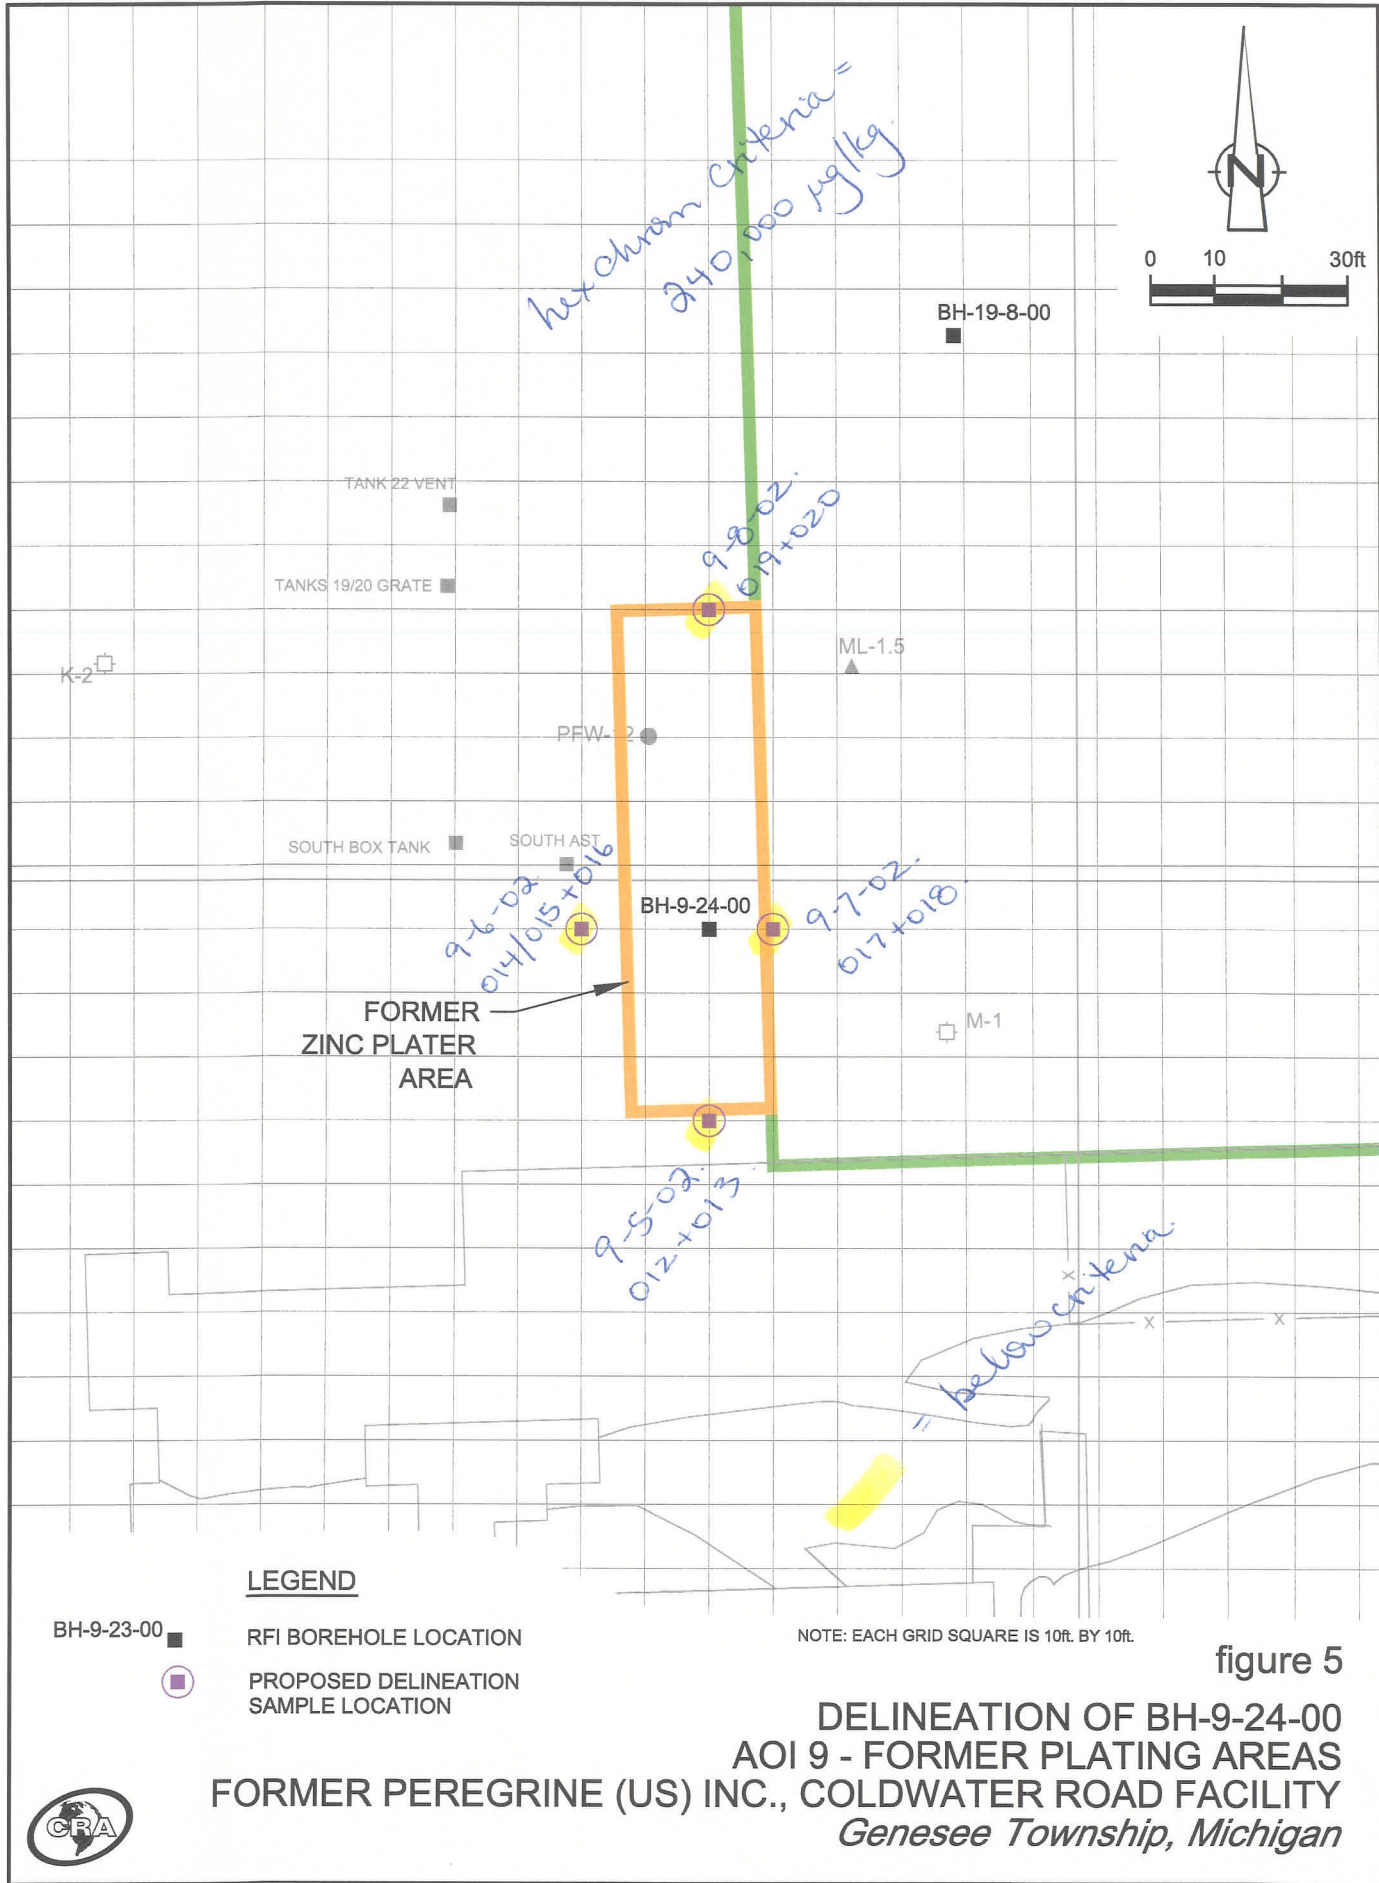 hexchrom criteria =
240,000 µg/kg.
N
0 10 30ft
BH-19-8-00
TANK 22 VENT
9-8-02.
019+020
TANKS 19/20 GRATE
ML-1.5
K-2
PFW-12
SOUTH BOX TANK
SOUTH AST
9-6-02
014/015+016
BH-9-24-00
9-7-02.
017+018.
FORMER
ZINC PLATER
AREA
M-1
9-5-02.
012+013
= below criteria.
x
x
x
LEGEND
BH-9-23-00
RFI BOREHOLE LOCATION
PROPOSED DELINEATION
SAMPLE LOCATION
NOTE: EACH GRID SQUARE IS 10ft. BY 10ft.
figure 5
DELINEATION OF BH-9-24-00
AOI 9 - FORMER PLATING AREAS
FORMER PEREGRINE (US) INC., COLDWATER ROAD FACILITY
Genesee Township, Michigan
CRA